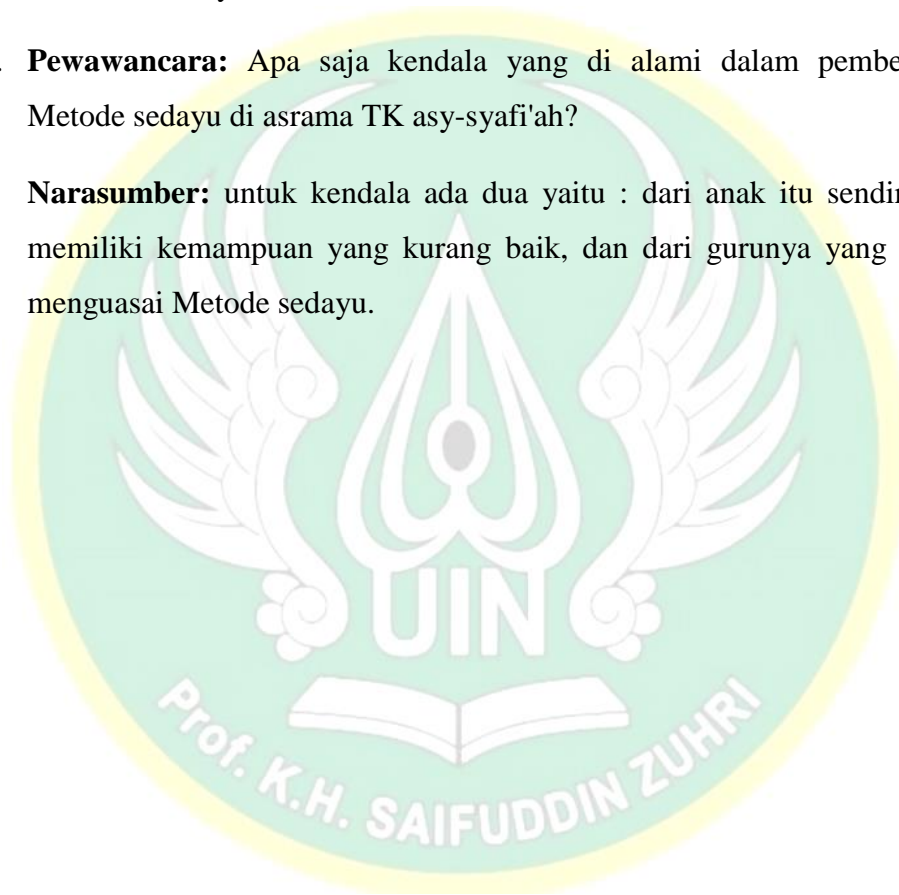 . Pewawancara: Apa saja kendala yang di alami dalam pembe
Metode sedayu di asrama TK asy-syafi'ah?
Narasumber: untuk kendala ada dua yaitu : dari anak itu sendir
memiliki kemampuan yang kurang baik, dan dari gurunya yang
menguasai Metode sedayu.
UIN
Prof. K.H. SAIFUDDIN ZUHRI